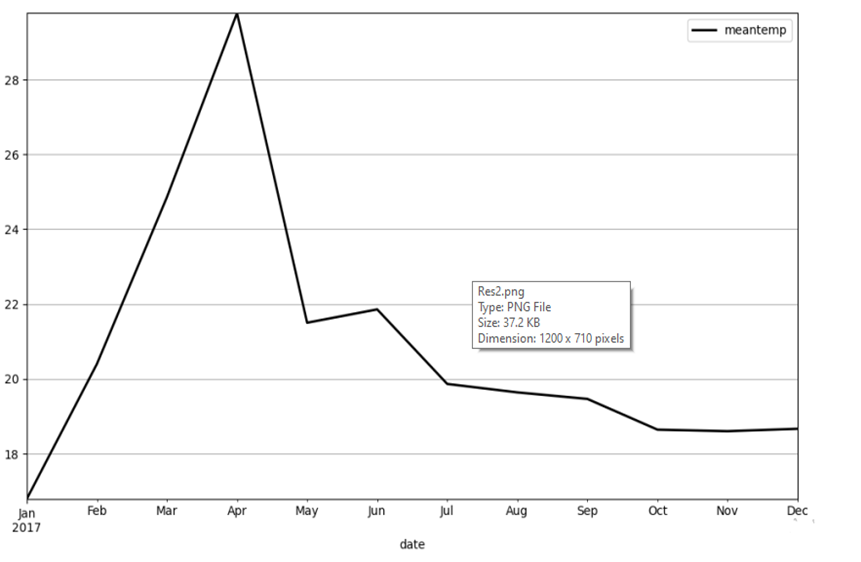 meantemp
28
26
24
22
20
18
Res2.png
Type: PNG File
Size: 37.2 KB
Dimension: 1200 x 710 pixels
Jan Feb Mar Apr May Jun Jul Aug Sep Oct Nov Dec
2017
date